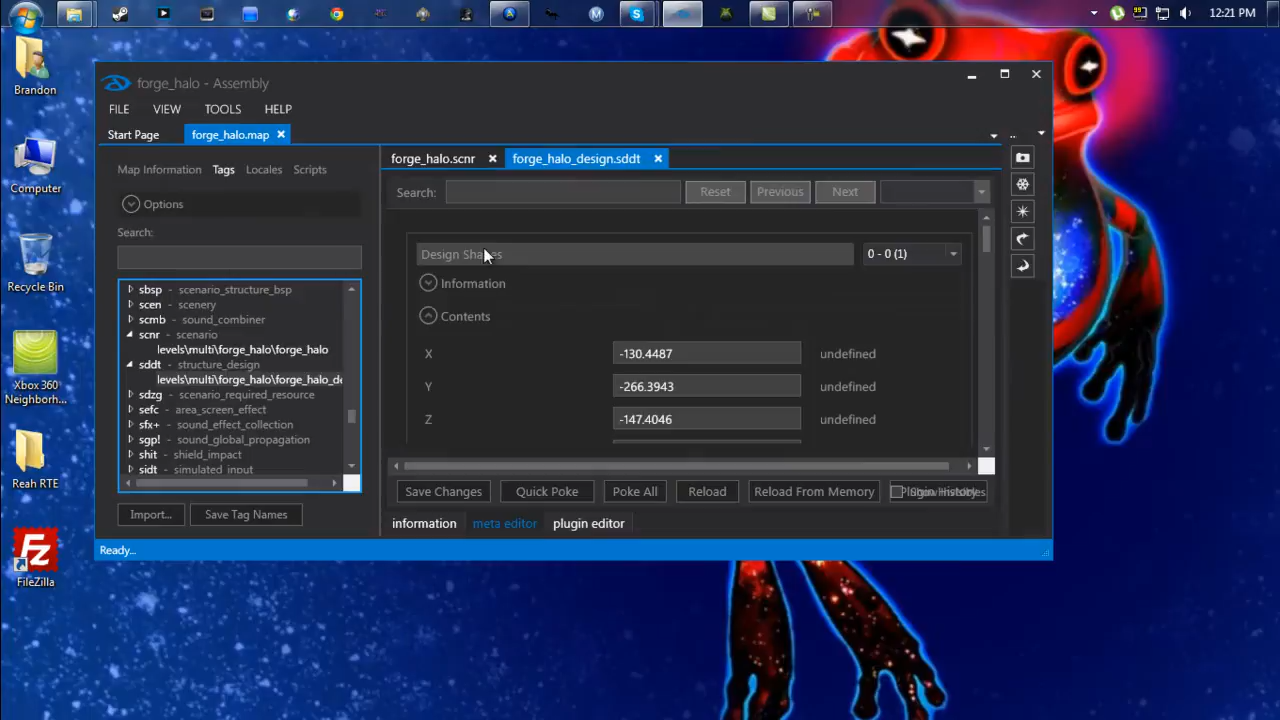 12:21 PM
Brandon
Computer
Recycle Bin
Xbox 360
Neighborh...
Reah RTE
FileZilla
forge_halo - Assembly
FILE VIEW TOOLS HELP
Start Page forge_halo.map
Map Information Tags Locales Scripts
Options
Search:
sbsp - scenario_structure_bsp
scen - scenery
scmb - sound_combiner
scnr - scenario
levels\multi\forge_halo\forge_halo
sddt - structure_design
levels\multi\forge_halo\forge_halo_de
sdzg - scenario_required_resource
sefc - area_screen_effect
sfx+ - sound_effect_collection
sgp! - sound_global_propagation
shit - shield_impact
sidt - simulated_input
Import... Save Tag Names
forge_halo.scnr forge_halo_design.sddt
Search: Reset Previous Next
Design Shapes 0 - 0 (1)
Information
Contents
X -130.4487 undefined
Y -266.3943 undefined
Z -147.4046 undefined
Save Changes Quick Poke Poke All Reload Reload From Memory
information meta editor plugin editor
Ready...